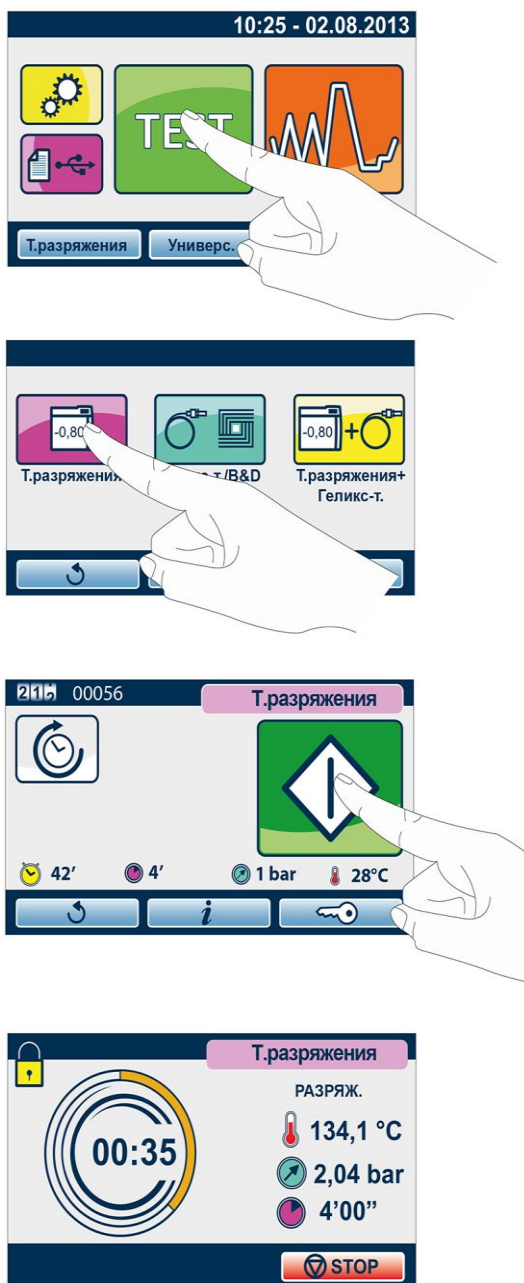 10:25 - 02.08.2013
TEST
Т.разряжения Универс.
-0,80 -0,80 +
Т.разряжения т./B&D Т.разряжения+
Геликс-т.
00056 Т.разряжения
42’ 4’ 1 bar 28°C
i
Т.разряжения
РАЗРЯЖ.
134,1 °C
00:35
2,04 bar
4’00”
STOP